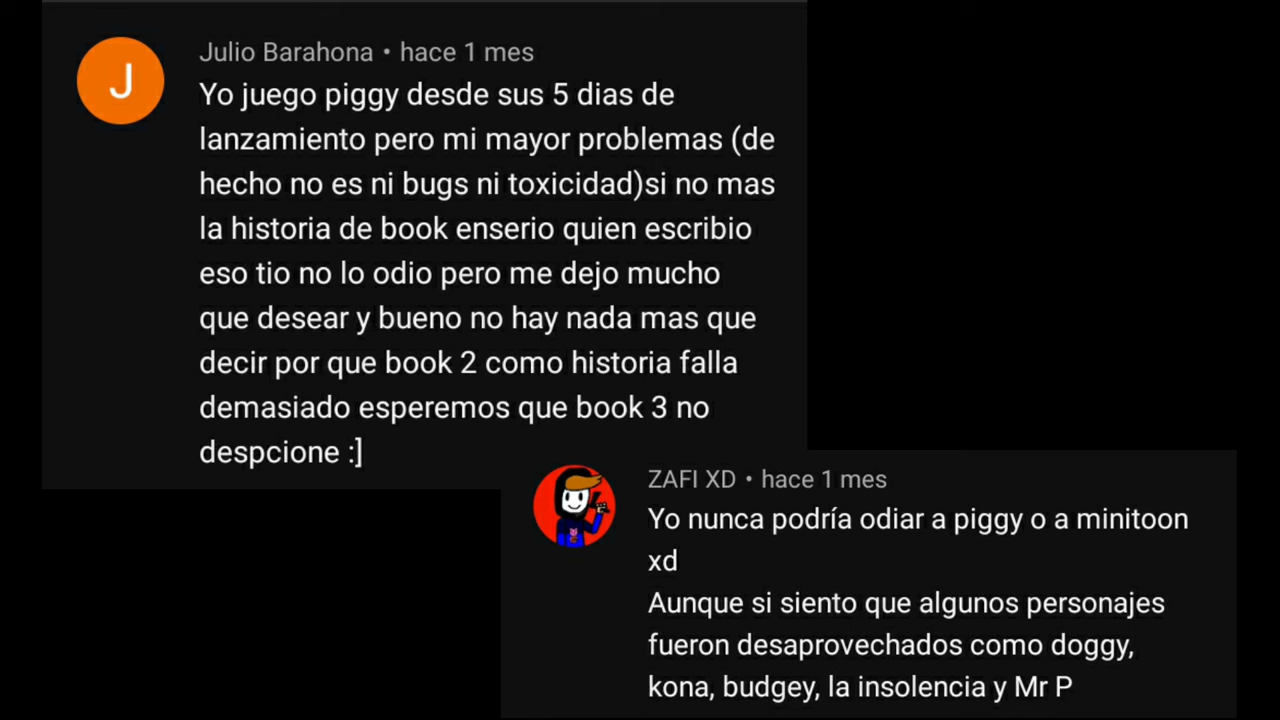 J
Julio Barahona • hace 1 mes
Yo juego piggy desde sus 5 dias de
lanzamiento pero mi mayor problemas (de
hecho no es ni bugs ni toxicidad)si no mas
la historia de book enserio quien escribio
eso tio no lo odio pero me dejo mucho
que desear y bueno no hay nada mas que
decir por que book 2 como historia falla
demasiado esperemos que book 3 no
despcione :]
ZAFI XD • hace 1 mes
Yo nunca podría odiar a piggy o a minitoon
xd
Aunque si siento que algunos personajes
fueron desaprovechados como doggy,
kona, budgey, la insolencia y Mr P